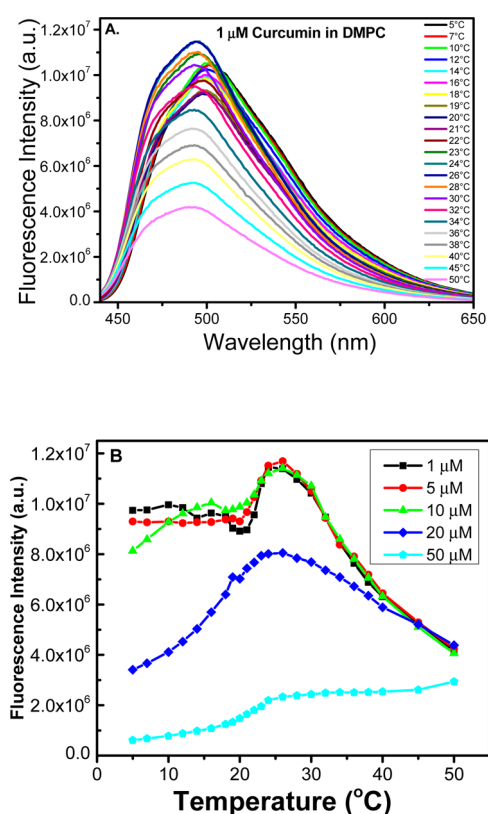 A.
1 μM Curcumin in DMPC
Fluorescence Intensity (a.u.)
1.2x10⁷
1.0x10⁷
8.0x10⁶
6.0x10⁶
4.0x10⁶
2.0x10⁶
0.0
5°C
7°C
10°C
12°C
14°C
16°C
18°C
19°C
20°C
21°C
22°C
23°C
24°C
26°C
28°C
30°C
32°C
34°C
36°C
38°C
40°C
45°C
50°C
450 500 550 600 650
Wavelength (nm)
B
Fluorescence Intensity (a.u.)
1.2x10⁷
1.0x10⁷
8.0x10⁶
6.0x10⁶
4.0x10⁶
2.0x10⁶
0.0
1 μM
5 μM
10 μM
20 μM
50 μM
0 10 20 30 40 50
Temperature (°C)